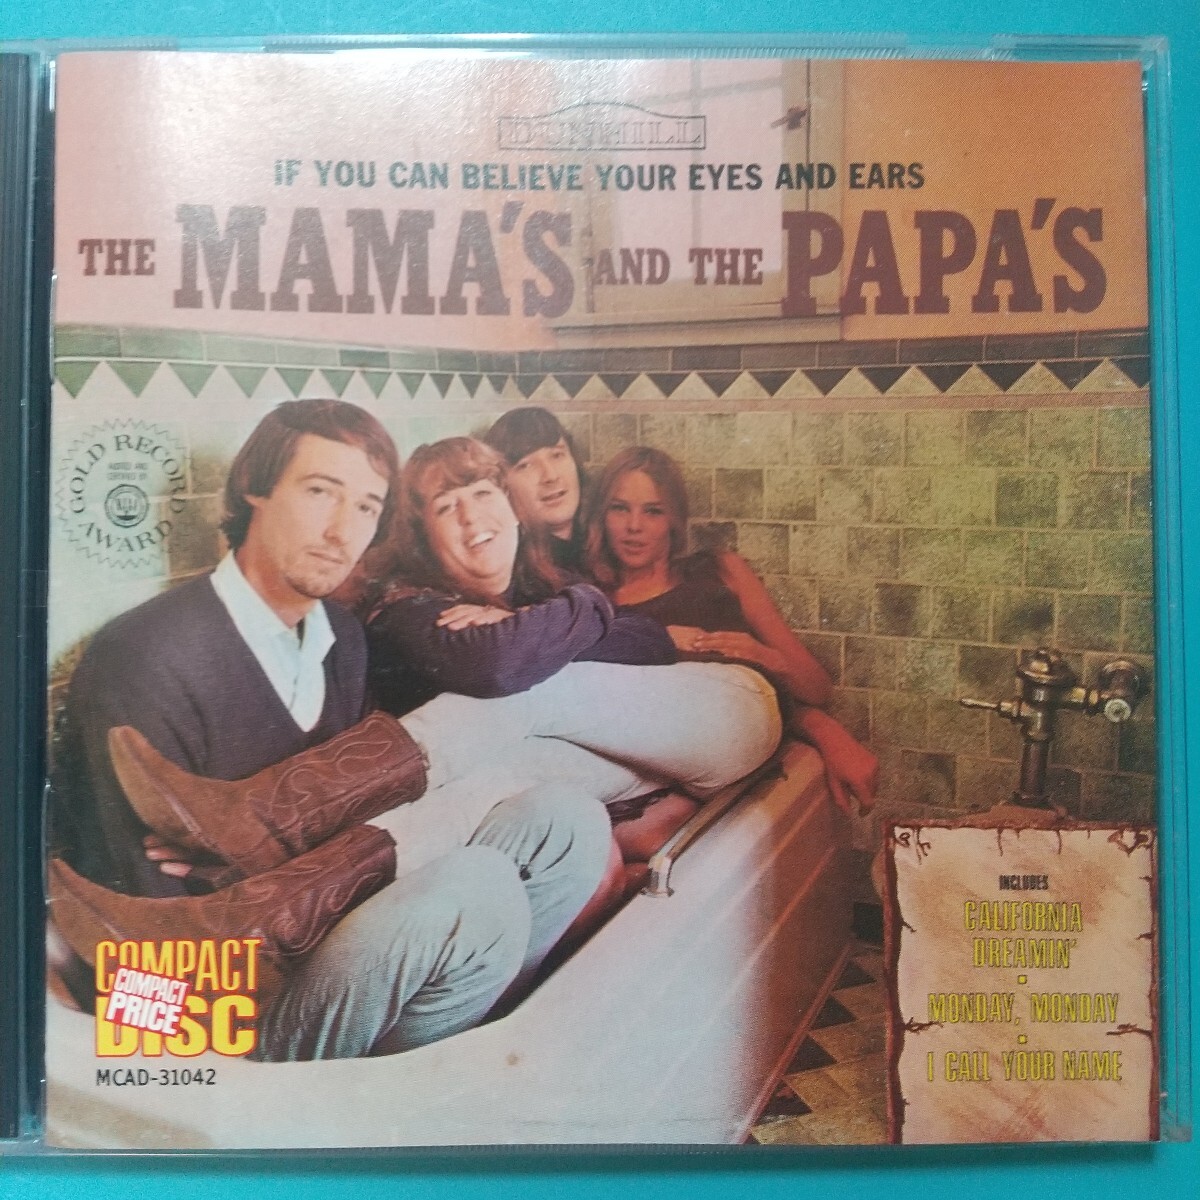 DUNHILL
iF YOU CAN BELIEVE YOUR EYES AND EARS
THE MAMA'S AND THE PAPA'S
GOLD RECORD
AWARD
INCLUDES
CALIFORNIA
DREAMIN'
•
MONDAY, MONDAY
•
I CALL YOUR NAME
COMPACT
DISC
COMPACT
PRICE
MCAD-31042